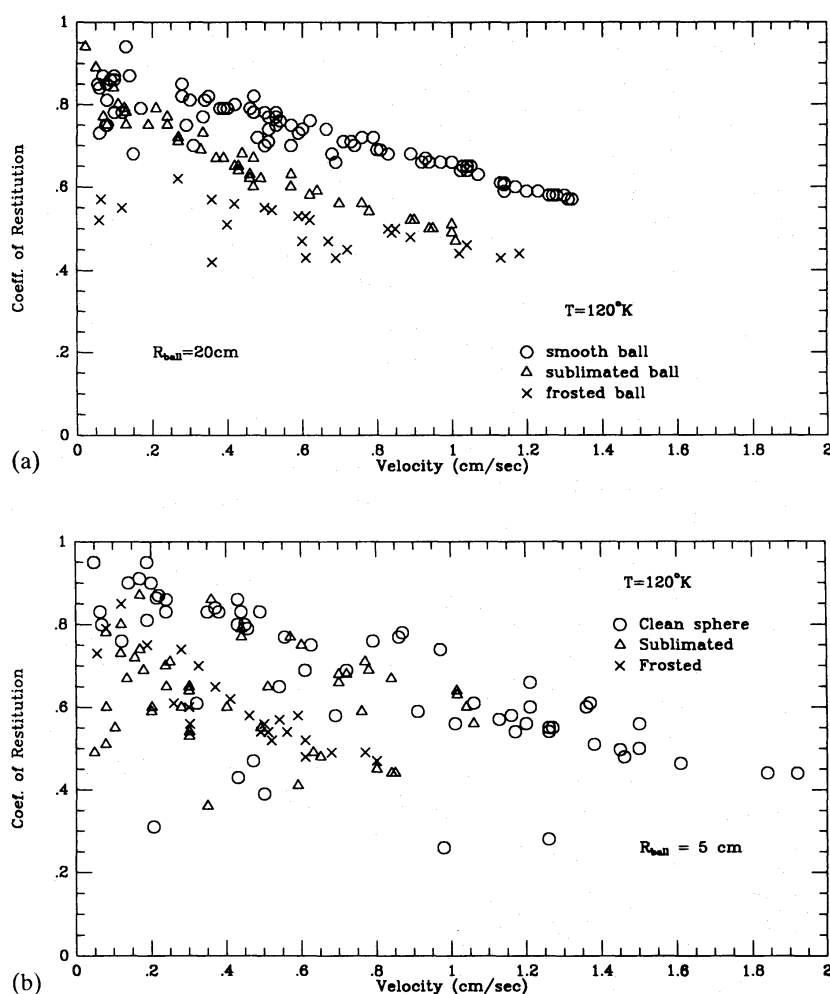 1
.8
.6
.4
.2
0
Coeff. of Restitution
T=120°K
R_ball=20cm
smooth ball
sublimated ball
frosted ball
0 .2 .4 .6 .8 1 1.2 1.4 1.6 1.8 2
(a)
Velocity (cm/sec)
1
.8
.6
.4
.2
0
Coef. of Restitution
T=120°K
Clean sphere
Sublimated
Frosted
R_ball = 5 cm
0 .2 .4 .6 .8 1 1.2 1.4 1.6 1.8 2
(b)
Velocity (cm/sec)